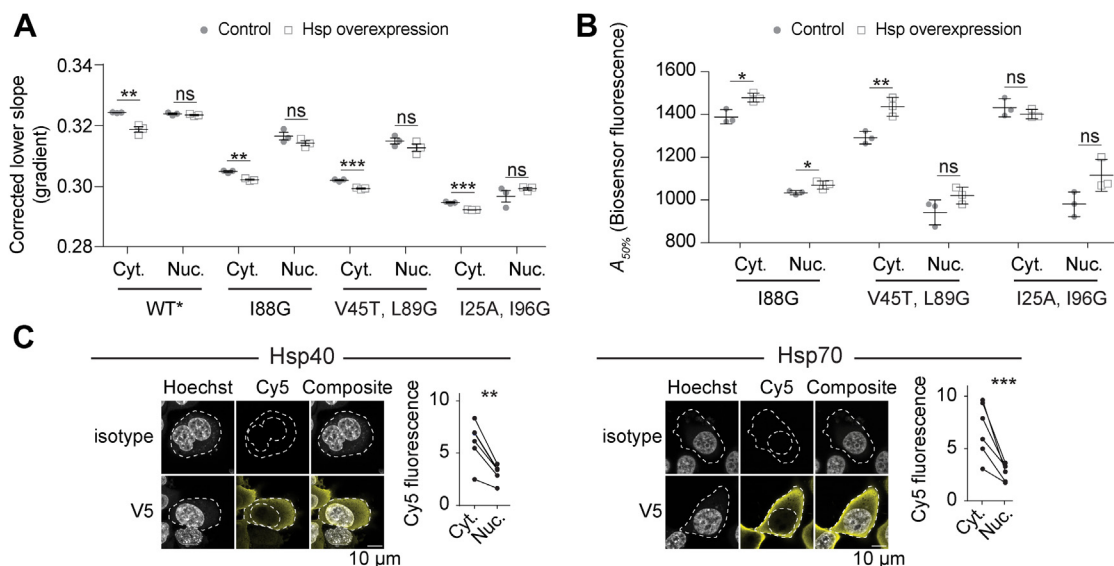 A
Control Hsp overexpression
Corrected lower slope
(gradient)
0.34
0.32
0.30
0.28
** ns ** ns *** ns *** ns
Cyt. Nuc. Cyt. Nuc. Cyt. Nuc. Cyt. Nuc.
WT* I88G V45T, L89G I25A, I96G
B
Control Hsp overexpression
A50% (Biosensor fluorescence)
1600
1400
1200
1000
800
* * ** ns ns ns
Cyt. Nuc. Cyt. Nuc. Cyt. Nuc.
I88G V45T, L89G I25A, I96G
C
Hsp40
Hoechst Cy5 Composite
isotype
V5
10 µm
Cy5 fluorescence
10
5
0
**
Cyt. Nuc.
Hsp70
Hoechst Cy5 Composite
isotype
V5
10 µm
Cy5 fluorescence
10
5
0
***
Cyt. Nuc.